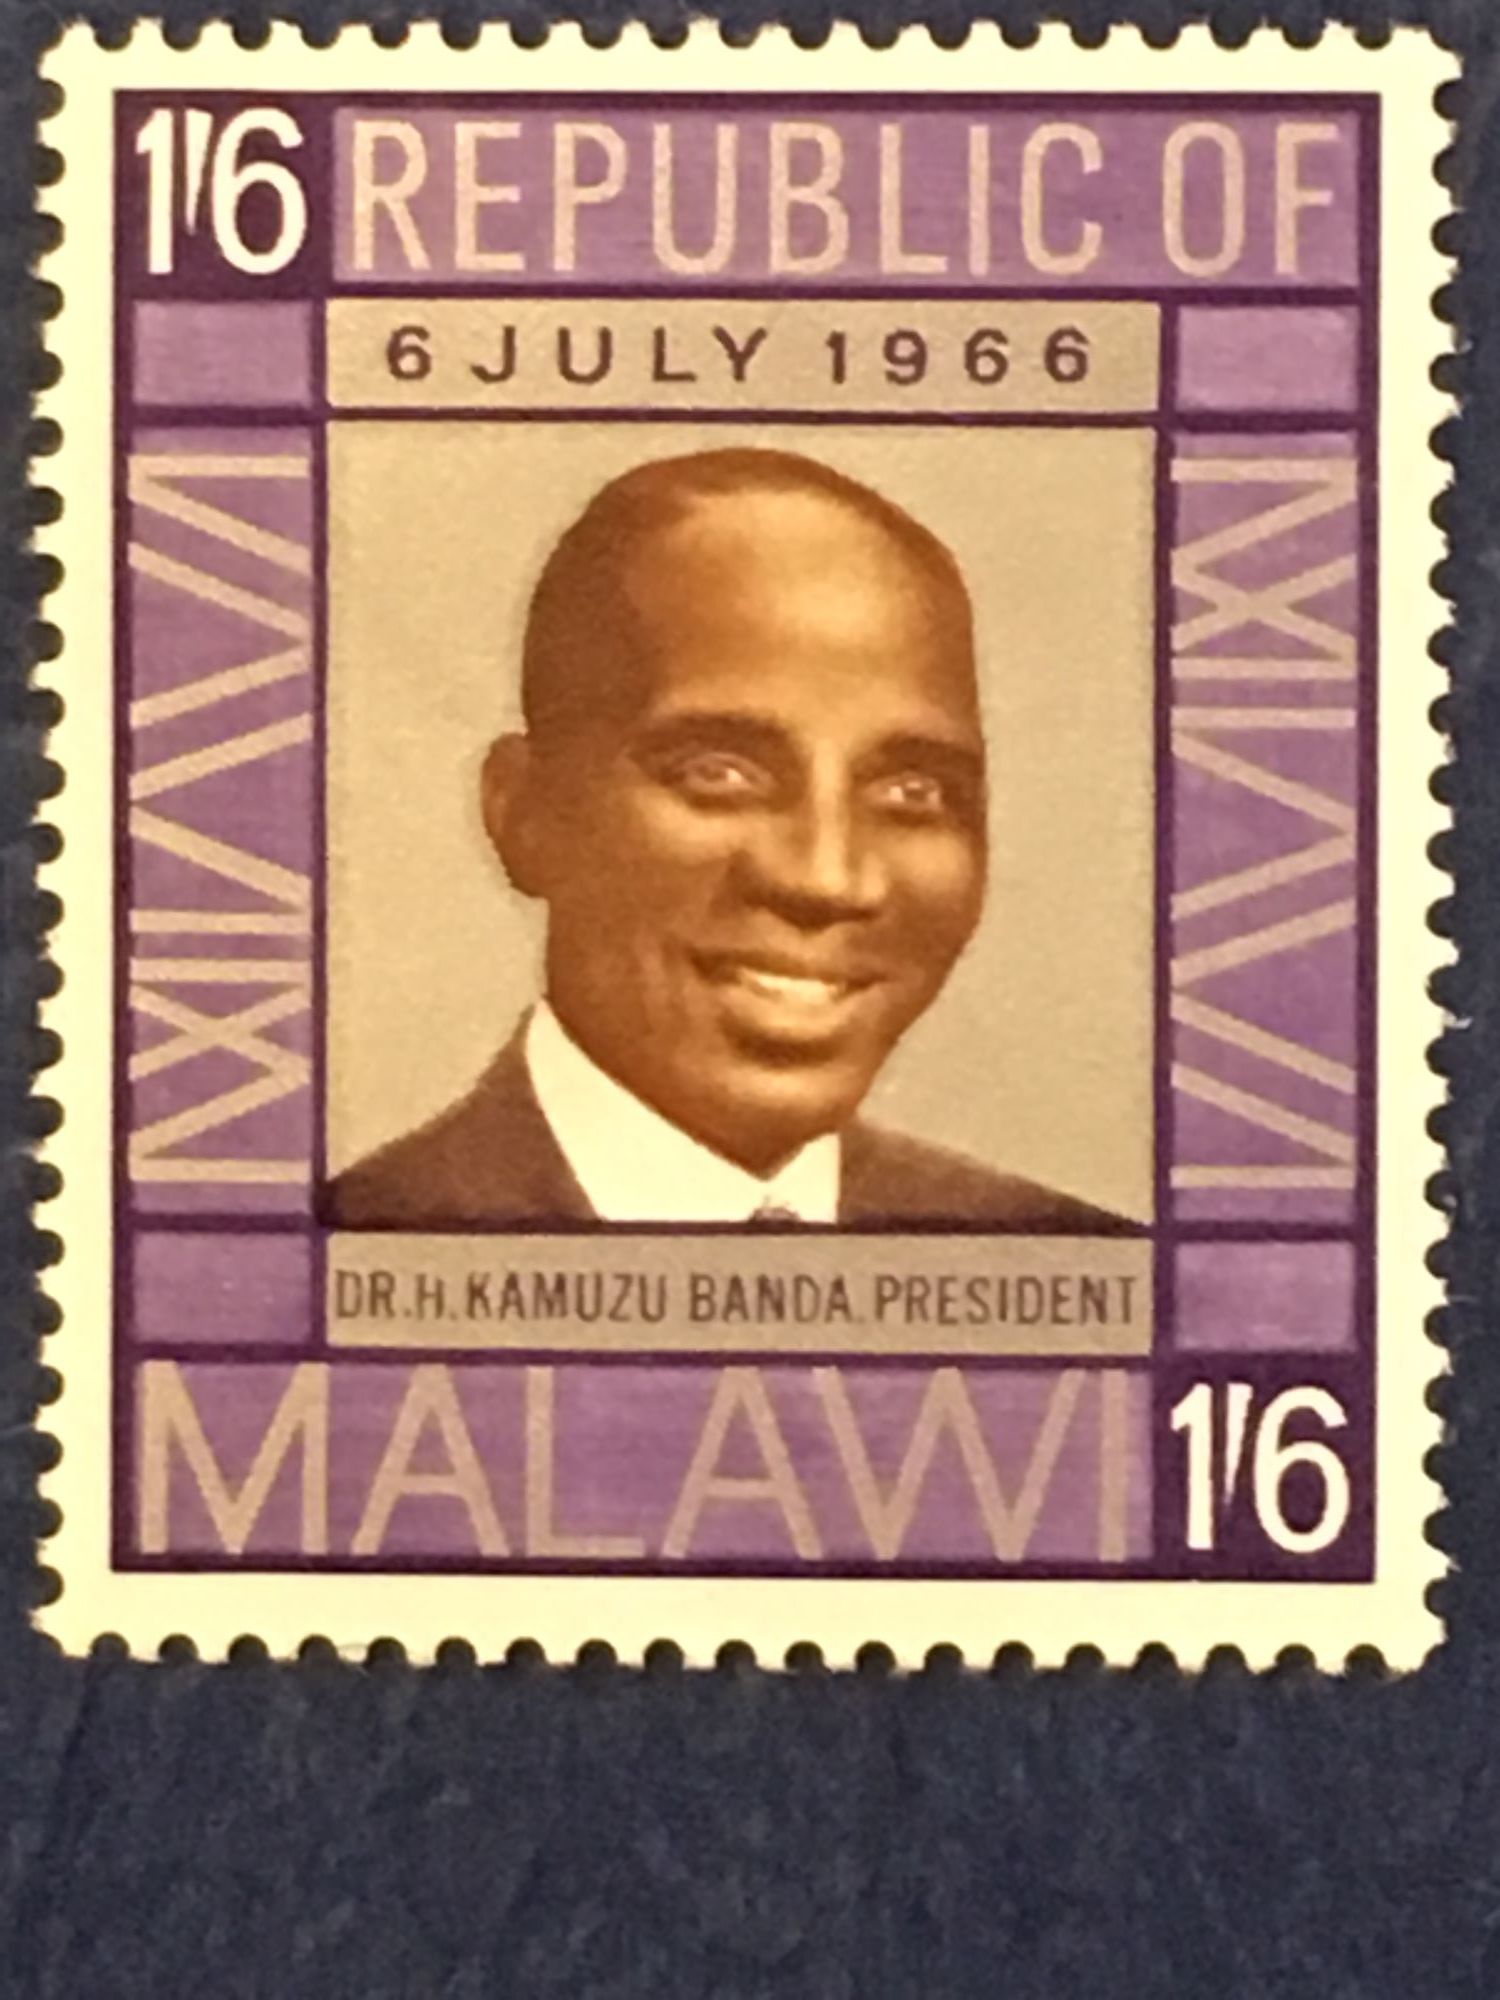 1'6 REPUBLIC OF
6 JULY 1966
DR.H.KAMUZU BANDA.PRESIDENT
MALAWI 1'6